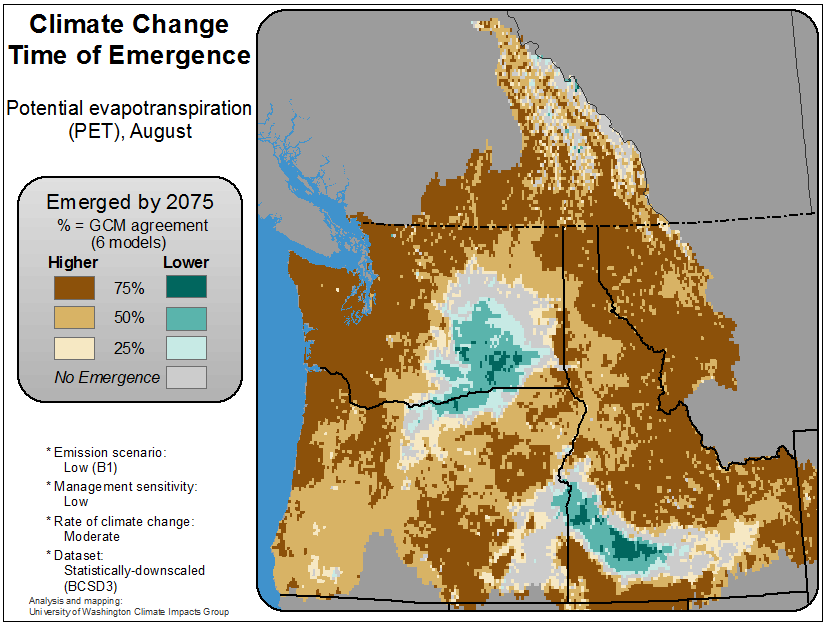 Climate Change
Time of Emergence
Potential evapotranspiration
(PET), August
Emerged by 2075
% = GCM agreement
(6 models)
Higher Lower
75%
50%
25%
No Emergence
* Emission scenario:
Low (B1)
* Management sensitivity:
Low
* Rate of climate change:
Moderate
* Dataset:
Statistically-downscaled
(BCSD3)
Analysis and mapping:
University of Washington Climate Impacts Group